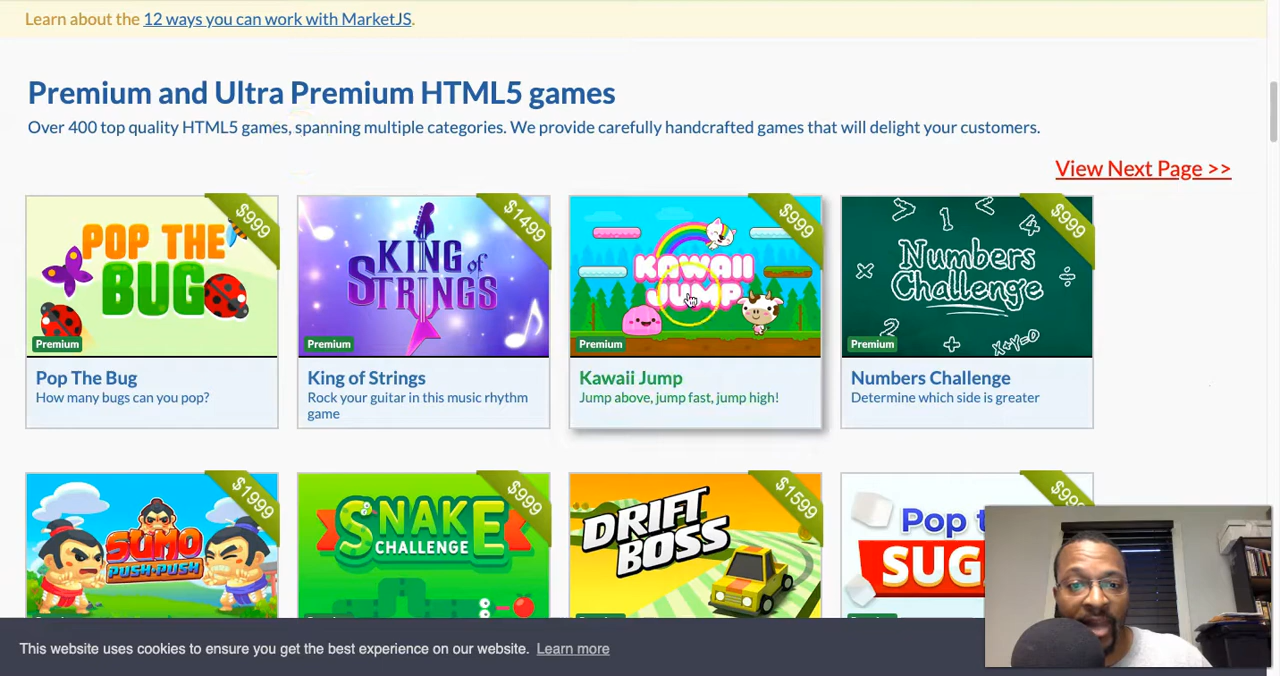 Learn about the 12 ways you can work with MarketJS.
Premium and Ultra Premium HTML5 games
Over 400 top quality HTML5 games, spanning multiple categories. We provide carefully handcrafted games that will delight your customers.
View Next Page >>
$999
POP THE
BUG
Premium
Pop The Bug
How many bugs can you pop?
$1499
KING of
STRINGS
Premium
King of Strings
Rock your guitar in this music rhythm
game
$999
KAWAII
JUMP
Premium
Kawaii Jump
Jump above, jump fast, jump high!
$999
> 1 < 4
Numbers
Challenge
x ÷
2 + x+y=0
Premium
Numbers Challenge
Determine which side is greater
$1999
SUMO
PUSH-PUSH
$999
SNAKE
CHALLENGE
$1599
DRIFT
BOSS
Pop
SUG
This website uses cookies to ensure you get the best experience on our website. Learn more